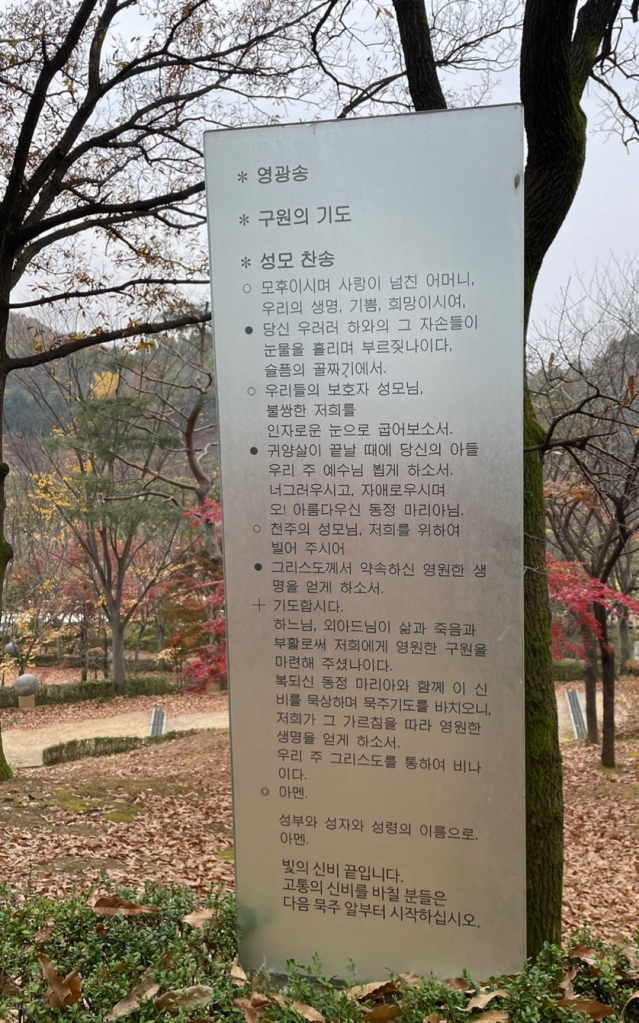 * 영광송
* 구원의 기도
* 성모 찬송
○ 모후이시며 사랑이 넘친 어머니,
우리의 생명, 기쁨, 희망이시여,
● 당신 우러러 하와의 그 자손들이
눈물을 흘리며 부르짖나이다,
슬픔의 골짜기에서.
○ 우리들의 보호자 성모님,
불쌍한 저희를
인자로운 눈으로 굽어보소서.
● 귀양살이 끝날 때에 당신의 아들
우리 주 예수님 뵙게 하소서.
너그러우시고, 자애로우시며
오! 아름다우신 동정 마리아님.
○ 천주의 성모님, 저희를 위하여
빌어 주시어
● 그리스도께서 약속하신 영원한 생
명을 얻게 하소서.
+ 기도합시다.
하느님, 외아드님이 삶과 죽음과
부활로써 저희에게 영원한 구원을
마련해 주셨나이다.
복되신 동정 마리아와 함께 이 신
비를 묵상하며 묵주기도를 바치오니,
저희가 그 가르침을 따라 영원한
생명을 얻게 하소서.
우리 주 그리스도를 통하여 비나
이다.
◎ 아멘.
성부와 성자와 성령의 이름으로.
아멘.
빛의 신비 끝입니다.
고통의 신비를 바칠 분들은
다음 묵주 알부터 시작하십시오.